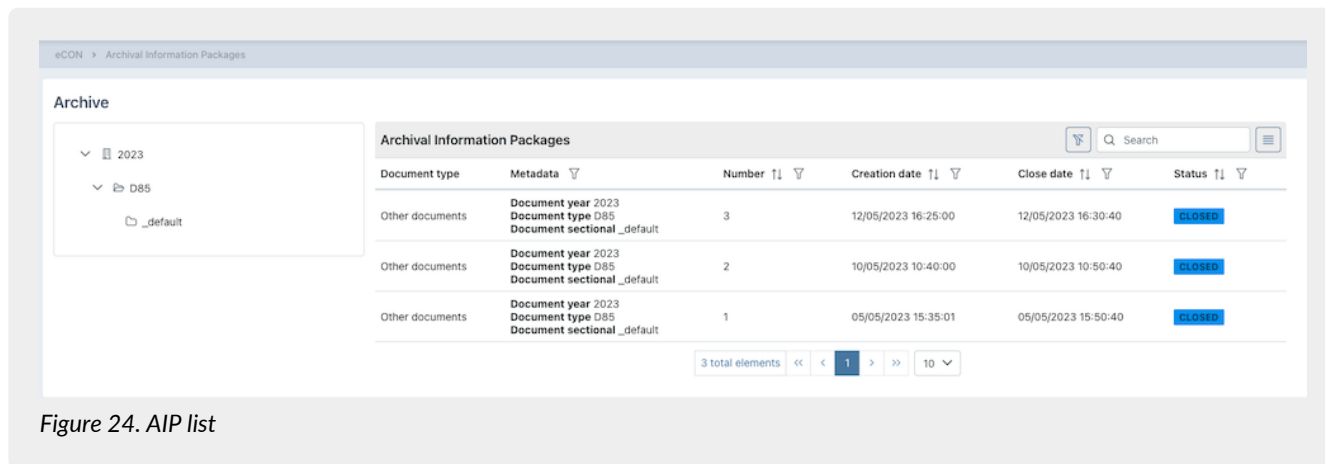 eCON > Archival Information Packages
Archive
2023
D85
_default
Archival Information Packages
Search
Document type Metadata Number Creation date Close date Status
Other documents
Document year 2023
Document type D85
Document sectional _default
3 12/05/2023 16:25:00 12/05/2023 16:30:40 CLOSED
Other documents
Document year 2023
Document type D85
Document sectional _default
2 10/05/2023 10:40:00 10/05/2023 10:50:40 CLOSED
Other documents
Document year 2023
Document type D85
Document sectional _default
1 05/05/2023 15:35:01 05/05/2023 15:50:40 CLOSED
3 total elements « < 1 > » 10
Figure 24. AIP list